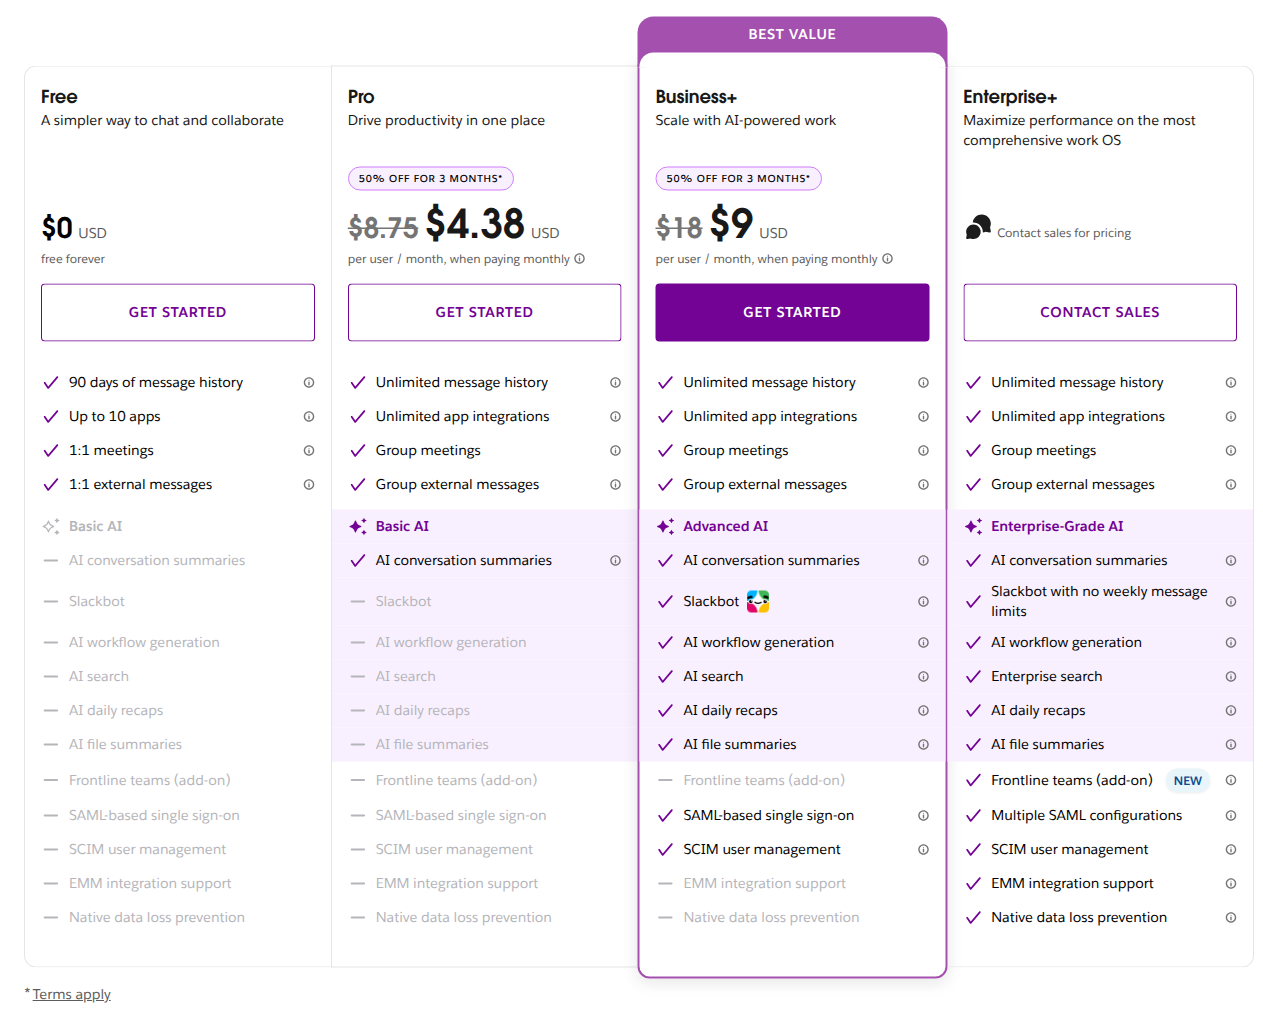 BEST VALUE
Free
A simpler way to chat and collaborate
$0 USD
free forever
GET STARTED
90 days of message history
Up to 10 apps
1:1 meetings
1:1 external messages
Basic AI
AI conversation summaries
Slackbot
AI workflow generation
AI search
AI daily recaps
AI file summaries
Frontline teams (add-on)
SAML-based single sign-on
SCIM user management
EMM integration support
Native data loss prevention
Pro
Drive productivity in one place
50% OFF FOR 3 MONTHS*
$8.75 $4.38 USD
per user / month, when paying monthly
GET STARTED
Unlimited message history
Unlimited app integrations
Group meetings
Group external messages
Basic AI
AI conversation summaries
Slackbot
AI workflow generation
AI search
AI daily recaps
AI file summaries
Frontline teams (add-on)
SAML-based single sign-on
SCIM user management
EMM integration support
Native data loss prevention
Business+
Scale with AI-powered work
50% OFF FOR 3 MONTHS*
$18 $9 USD
per user / month, when paying monthly
GET STARTED
Unlimited message history
Unlimited app integrations
Group meetings
Group external messages
Advanced AI
AI conversation summaries
Slackbot
AI workflow generation
AI search
AI daily recaps
AI file summaries
Frontline teams (add-on)
SAML-based single sign-on
SCIM user management
EMM integration support
Native data loss prevention
Enterprise+
Maximize performance on the most
comprehensive work OS
Contact sales for pricing
CONTACT SALES
Unlimited message history
Unlimited app integrations
Group meetings
Group external messages
Enterprise-Grade AI
AI conversation summaries
Slackbot with no weekly message
limits
AI workflow generation
Enterprise search
AI daily recaps
AI file summaries
Frontline teams (add-on) NEW
Multiple SAML configurations
SCIM user management
EMM integration support
Native data loss prevention
* Terms apply